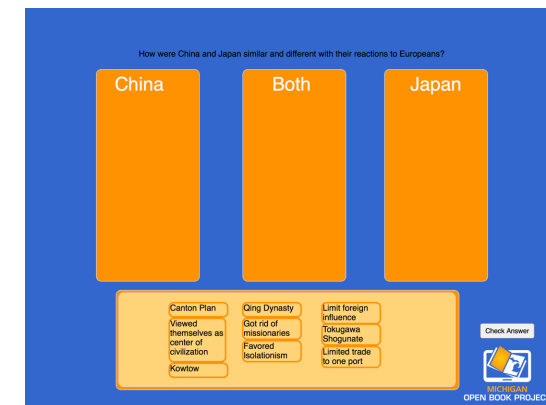 How were China and Japan similar and different with their reactions to Europeans?
China
Both
Japan
Canton Plan
Viewed
themselves as
center of
civilization
Kowtow
Qing Dynasty
Got rid of
missionaries
Favored
Isolationism
Limit foreign
influence
Tokugawa
Shogunate
Limited trade
to one port
Check Answer
MICHIGAN
OPEN BOOK PROJEC